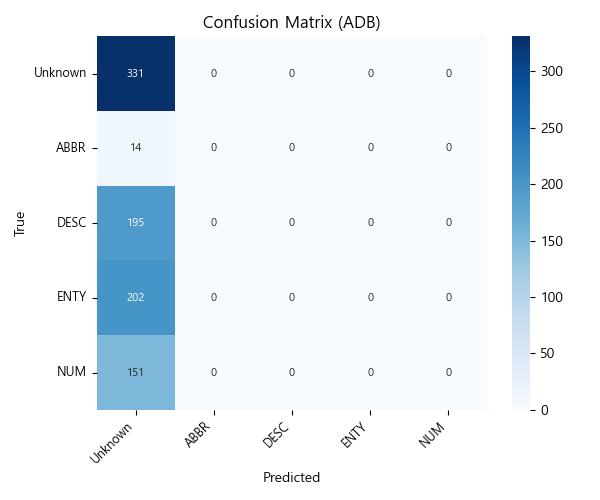 Confusion Matrix (ADB)
True
Unknown 331 0 0 0 0
ABBR 14 0 0 0 0
DESC 195 0 0 0 0
ENTY 202 0 0 0 0
NUM 151 0 0 0 0
Unknown ABBR DESC ENTY NUM
Predicted
300
250
200
150
100
50
0